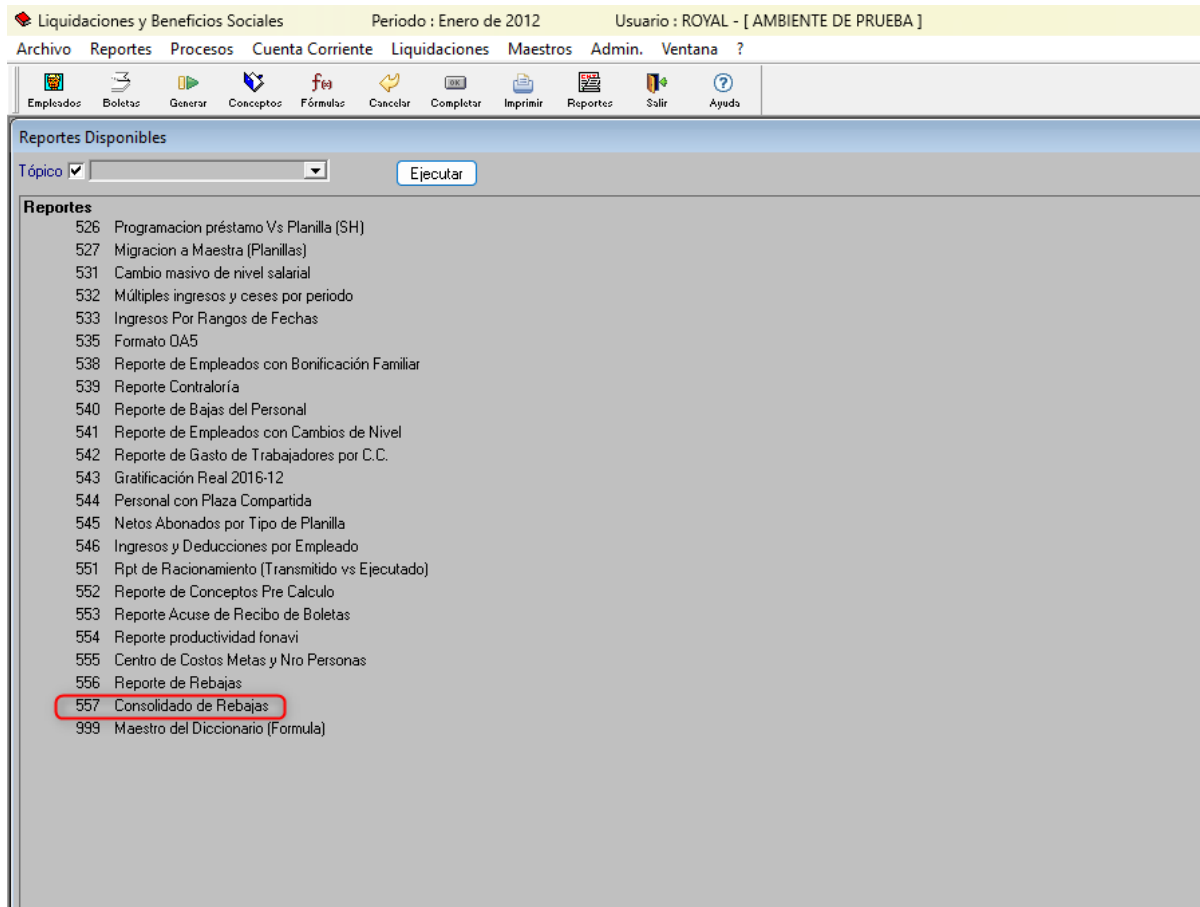 Liquidaciones y Beneficios Sociales Periodo : Enero de 2012 Usuario : ROYAL - [ AMBIENTE DE PRUEBA ]
Archivo Reportes Procesos Cuenta Corriente Liquidaciones Maestros Admin. Ventana ?
OK
Empleados Boletas Generar Conceptos Fórmulas Cancelar Completar Imprimir Reportes Salir Ayuda
Reportes Disponibles
Tópico Ejecutar
Reportes
526 Programacion préstamo Vs Planilla (SH)
527 Migracion a Maestra (Planillas)
531 Cambio masivo de nivel salarial
532 Múltiples ingresos y ceses por periodo
533 Ingresos Por Rangos de Fechas
535 Formato OA5
538 Reporte de Empleados con Bonificación Familiar
539 Reporte Contraloría
540 Reporte de Bajas del Personal
541 Reporte de Empleados con Cambios de Nivel
542 Reporte de Gasto de Trabajadores por C.C.
543 Gratificación Real 2016-12
544 Personal con Plaza Compartida
545 Netos Abonados por Tipo de Planilla
546 Ingresos y Deducciones por Empleado
551 Rpt de Racionamiento (Transmitido vs Ejecutado)
552 Reporte de Conceptos Pre Calculo
553 Reporte Acuse de Recibo de Boletas
554 Reporte productividad fonavi
555 Centro de Costos Metas y Nro Personas
556 Reporte de Rebajas
557 Consolidado de Rebajas
999 Maestro del Diccionario (Formula)